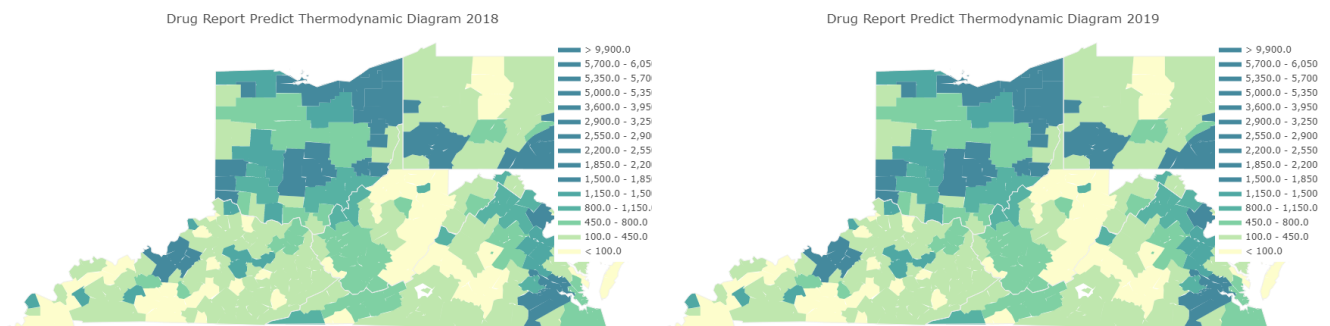 Drug Report Predict Thermodynamic Diagram 2018
> 9,900.0
5,700.0 - 6,05
5,350.0 - 5,70
5,000.0 - 5,35
3,600.0 - 3,95
2,900.0 - 3,25
2,550.0 - 2,90
2,200.0 - 2,55
1,850.0 - 2,20
1,500.0 - 1,85
1,150.0 - 1,50
800.0 - 1,150.
450.0 - 800.0
100.0 - 450.0
< 100.0
Drug Report Predict Thermodynamic Diagram 2019
> 9,900.0
5,700.0 - 6,050
5,350.0 - 5,700
5,000.0 - 5,350
3,600.0 - 3,950
2,900.0 - 3,250
2,550.0 - 2,900
2,200.0 - 2,550
1,850.0 - 2,200
1,500.0 - 1,850
1,150.0 - 1,500
800.0 - 1,150.0
450.0 - 800.0
100.0 - 450.0
< 100.0